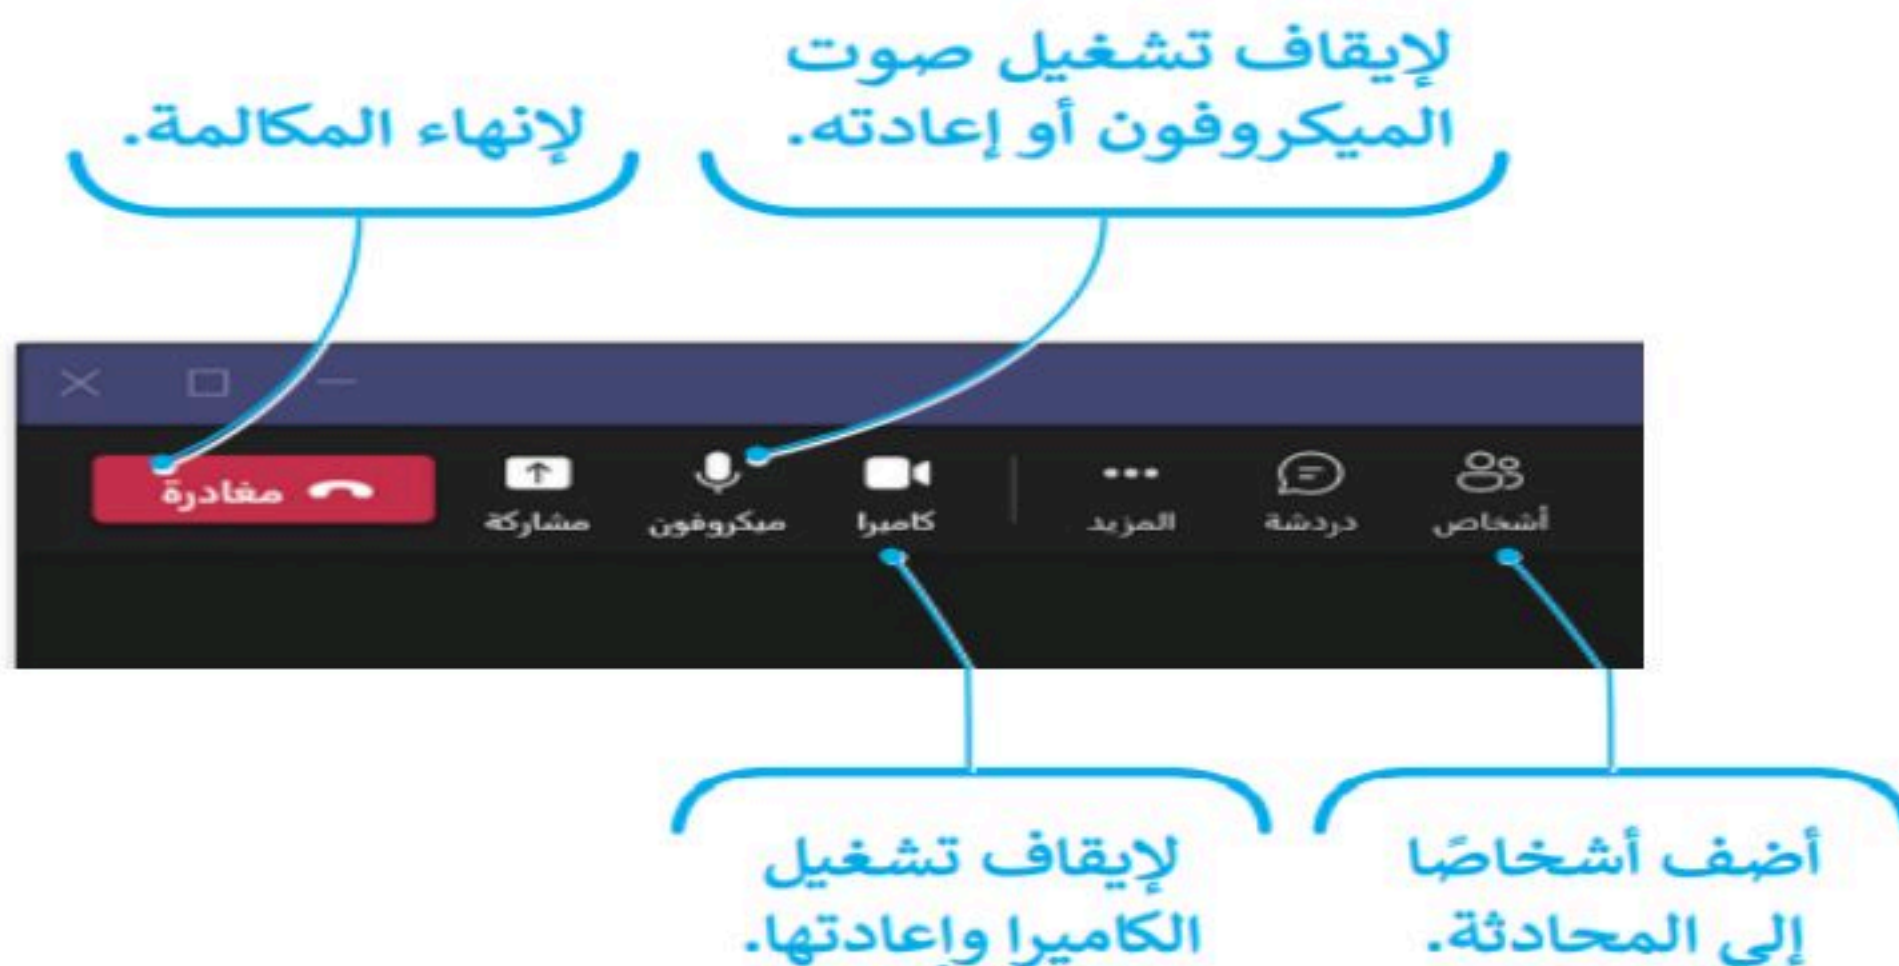 لإيقاف تشغيل صوت
الميكروفون أو إعادته.
لإنهاء المكالمة.
أشخاص
دردشة
المزيد
كاميرا
ميكروفون
مشاركة
مغادرة
أضف أشخاصًا
إلى المحادثة.
لإيقاف تشغيل
الكاميرا وإعادتها.